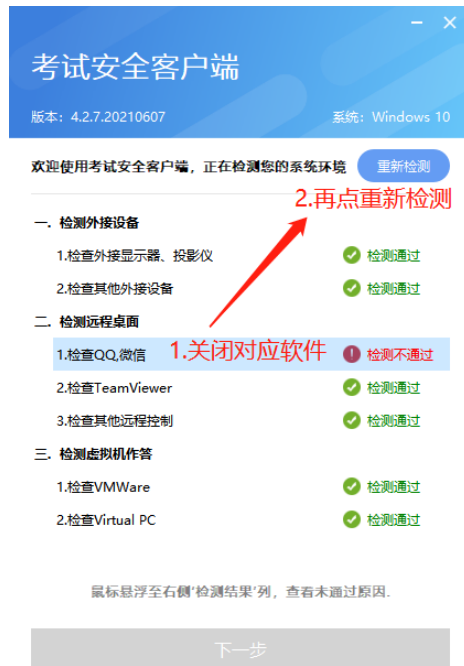 考试安全客户端
版本：4.2.7.20210607 系统：Windows 10
欢迎使用考试安全客户端，正在检测您的系统环境 重新检测
2.再点重新检测
一. 检测外接设备
1.检查外接显示器、投影仪 检测通过
2.检查其他外接设备 检测通过
二. 检测远程桌面
1.检查QQ,微信 1.关闭对应软件 检测不通过
2.检查TeamViewer 检测通过
3.检查其他远程控制 检测通过
三. 检测虚拟机作答
1.检查VMWare 检测通过
2.检查Virtual PC 检测通过
鼠标悬浮至右侧'检测结果'列，查看未通过原因.
下一步